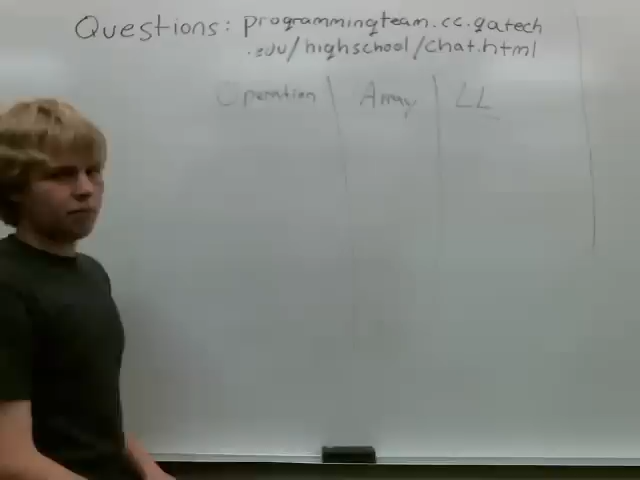 Questions: programmingteam.cc.gatech
.edu/highschool/chat.html
Operation Array LL